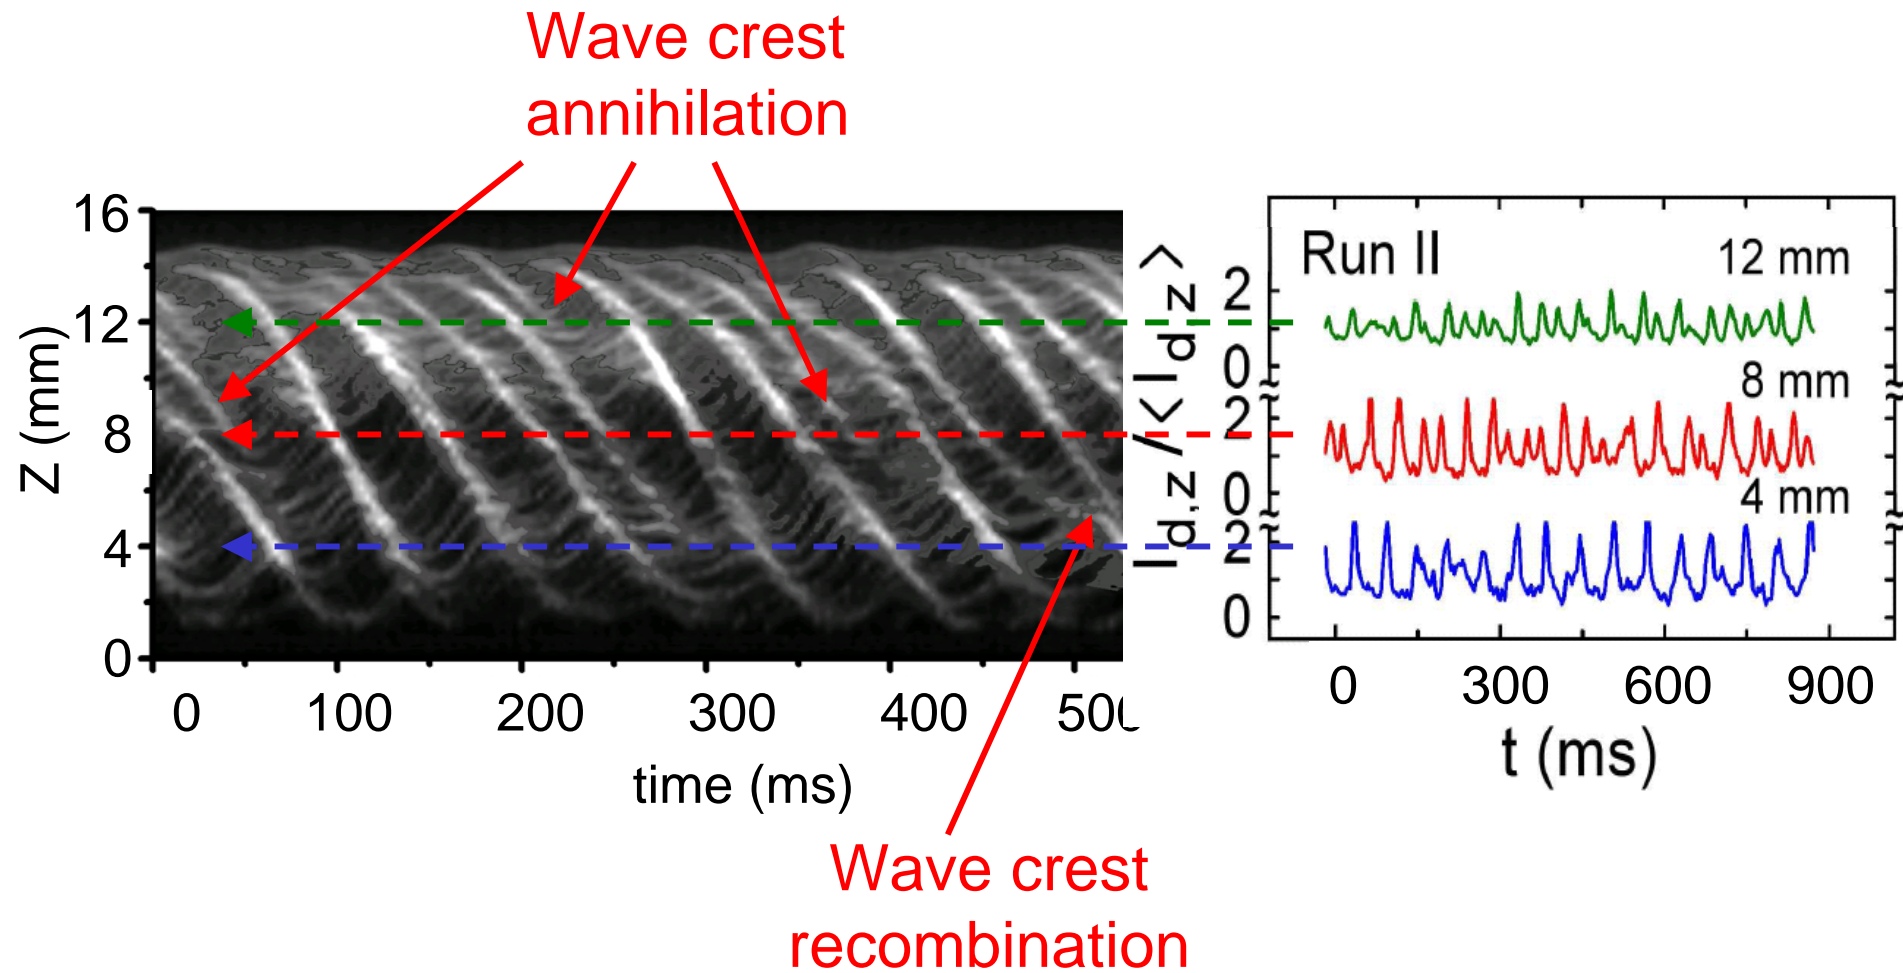 Wave crest
annihilation
16
12
8
4
0
Z (mm)
0 100 200 300 400 500
time (ms)
Wave crest
recombination
I d,z / < I d z >
Run II
12 mm
2
0
8 mm
2
0
4 mm
2
0
0 300 600 900
t (ms)